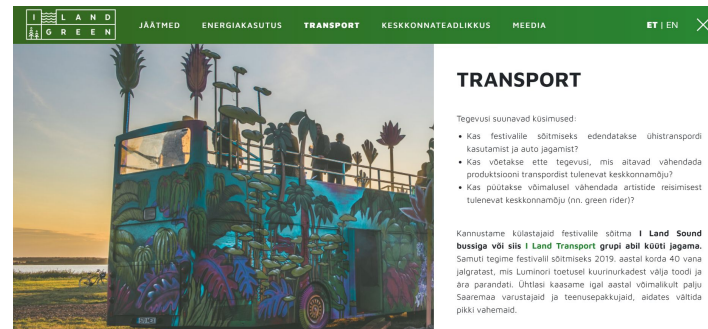 I LAND
GREEN
JÄÄTMED ENERGIAKASUTUS TRANSPORT KESKKONNATEADLIKKUS MEEDIA ET | EN
TRANSPORT
Tegevusi suunavad küsimused:
• Kas festivalile sõitmiseks edendatakse ühistranspordi
kasutamist ja auto jagamist?
• Kas võetakse ette tegevusi, mis aitavad vähendada
produktsiooni transpordist tulenevat keskkonnamõju?
• Kas püütakse võimalusel vähendada artistide reisimisest
tulenevat keskkonnamõju (nn. green rider)?
Kannustame külastajaid festivalile sõitma I Land Sound
bussiga või siis I Land Transport grupi abil küüti jagama.
Samuti tegime festivalil sõitmiseks 2019. aastal korda 40 vana
jalgratast, mis Luminori toetusel kuurinurkadest välja toodi ja
ära parandati. Ühtlasi kaasame igal aastal võimalikult palju
Saaremaa varustajaid ja teenusepakkujaid, aidates vältida
pikki vahemaid.